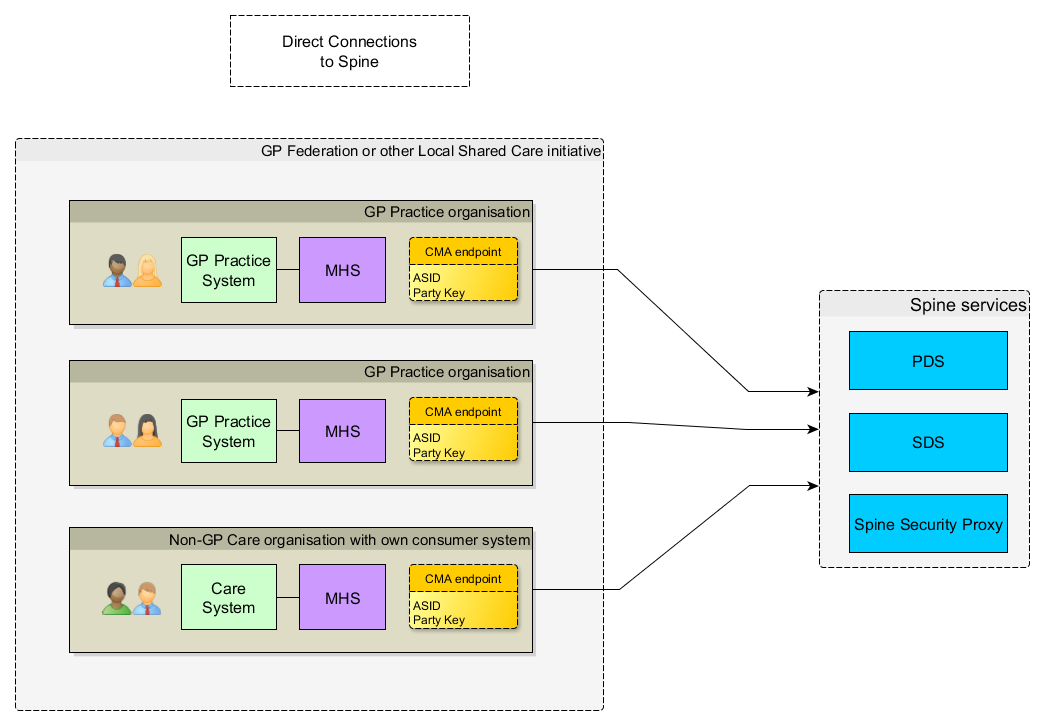 Direct Connections
to Spine
GP Federation or other Local Shared Care initiative
GP Practice organisation
GP Practice
System
MHS
CMA endpoint
ASID
Party Key
GP Practice organisation
GP Practice
System
MHS
CMA endpoint
ASID
Party Key
Non-GP Care organisation with own consumer system
Care
System
MHS
CMA endpoint
ASID
Party Key
Spine services
PDS
SDS
Spine Security Proxy